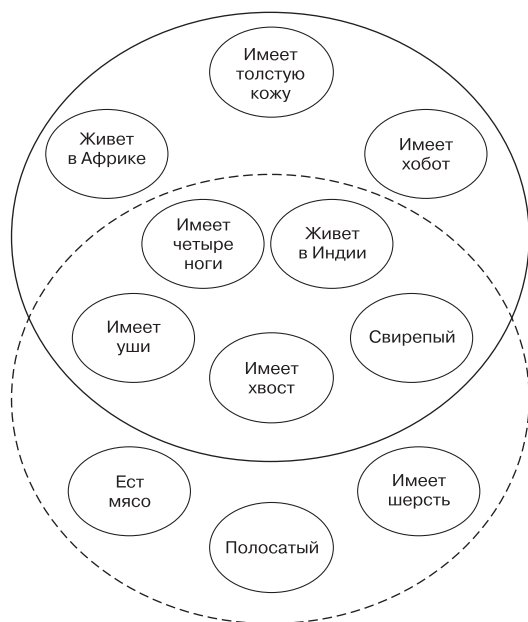 Имеет
толстую
кожу
Живет
в Африке
Имеет
хобот
Имеет
четыре
ноги
Живет
в Индии
Имеет
уши
Свирепый
Имеет
хвост
Ест
мясо
Имеет
шерсть
Полосатый